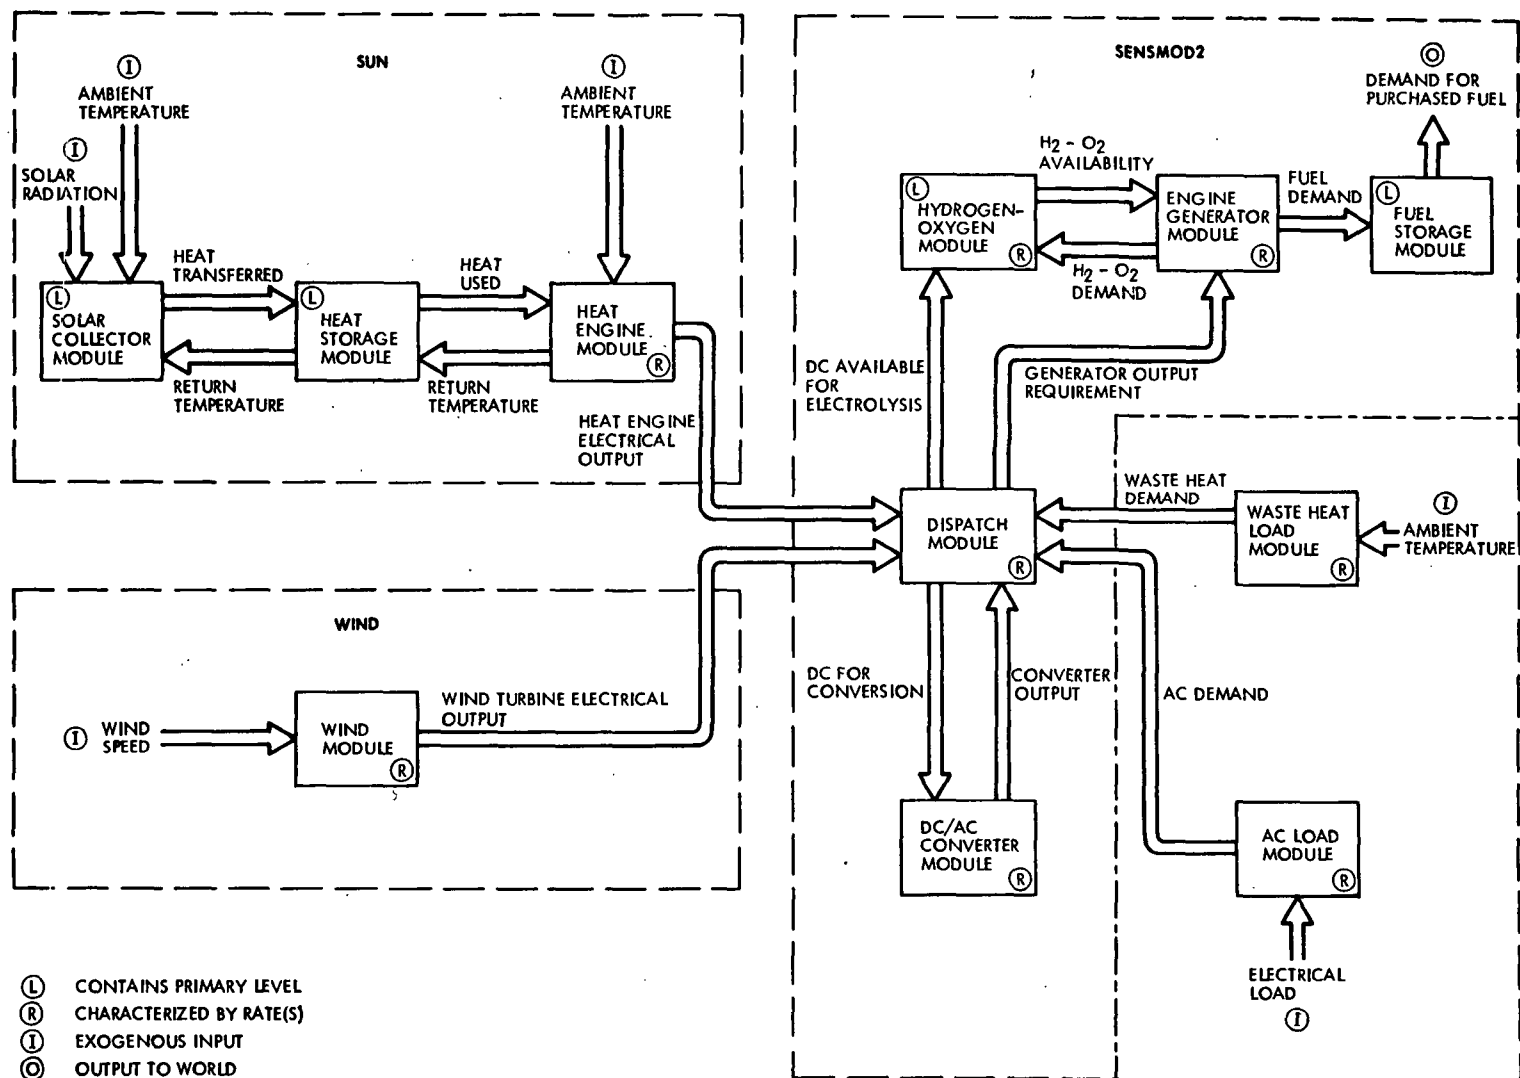 SUN
Ⓘ
AMBIENT
TEMPERATURE
Ⓘ
SOLAR
RADIATION
Ⓘ
AMBIENT
TEMPERATURE
HEAT
TRANSFERRED
HEAT
USED
Ⓛ
SOLAR
COLLECTOR
MODULE
Ⓛ
HEAT
STORAGE
MODULE
HEAT
ENGINE
MODULE
Ⓡ
RETURN
TEMPERATURE
RETURN
TEMPERATURE
HEAT ENGINE
ELECTRICAL
OUTPUT
WIND
Ⓘ WIND
SPEED
WIND
MODULE
Ⓡ
WIND TURBINE ELECTRICAL
OUTPUT
SENSMOD2
Ⓞ
DEMAND FOR
PURCHASED FUEL
H2 - O2
AVAILABILITY
Ⓛ
HYDROGEN-
OXYGEN
MODULE
Ⓡ
ENGINE
GENERATOR
MODULE
Ⓡ
FUEL
DEMAND
Ⓛ
FUEL
STORAGE
MODULE
H2 - O2
DEMAND
DC AVAILABLE
FOR
ELECTROLYSIS
GENERATOR OUTPUT
REQUIREMENT
DISPATCH
MODULE
Ⓡ
WASTE HEAT
DEMAND
WASTE HEAT
LOAD
MODULE
Ⓡ
Ⓘ
AMBIENT
TEMPERATURE
DC FOR
CONVERSION
CONVERTER
OUTPUT
AC DEMAND
DC/AC
CONVERTER
MODULE
Ⓡ
AC LOAD
MODULE
Ⓡ
ELECTRICAL
LOAD
Ⓘ
Ⓛ CONTAINS PRIMARY LEVEL
Ⓡ CHARACTERIZED BY RATE(S)
Ⓘ EXOGENOUS INPUT
Ⓞ OUTPUT TO WORLD